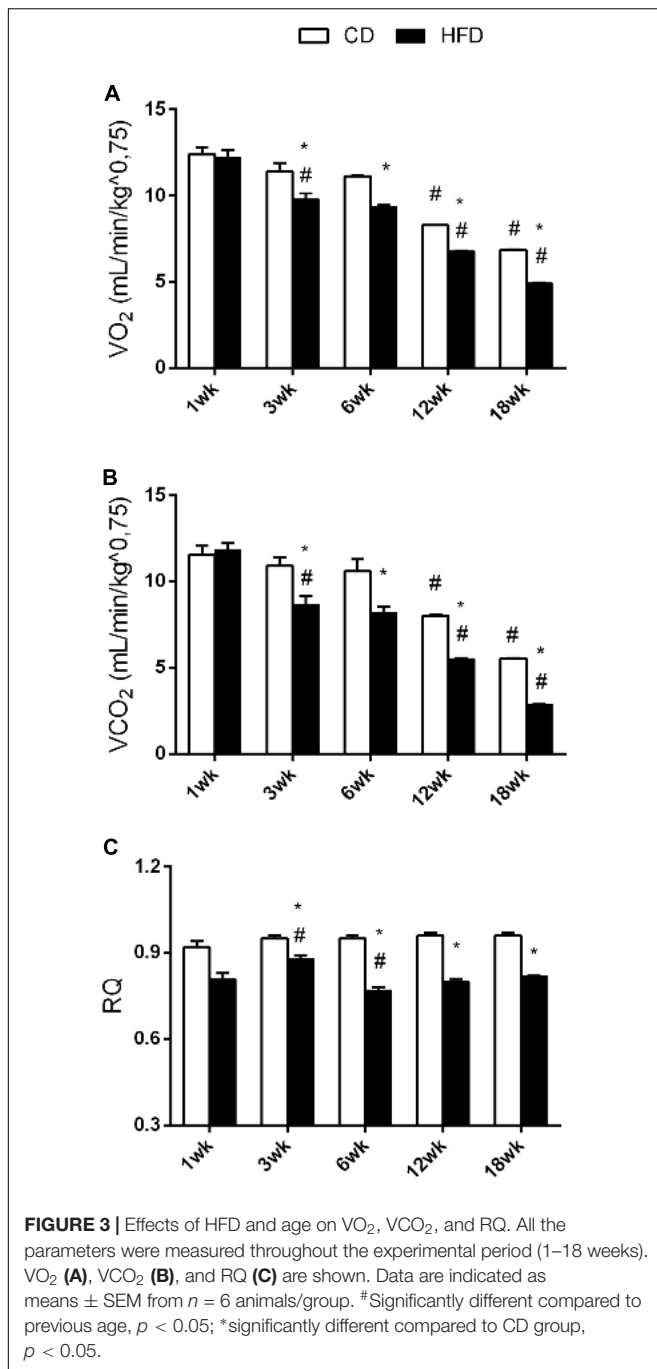 CD HFD
A
15
10
5
0
VO₂ (mL/min/kg^0,75)
* # * # * # * #
1wk 3wk 6wk 12wk 18wk
B
15
10
5
0
VCO₂ (mL/min/kg^0,75)
* # * # * # * #
1wk 3wk 6wk 12wk 18wk
C
1.2
0.9
0.6
0.3
RQ
* # * # * *
1wk 3wk 6wk 12wk 18wk
FIGURE 3 | Effects of HFD and age on VO₂, VCO₂, and RQ. All the
parameters were measured throughout the experimental period (1–18 weeks).
VO₂ (A), VCO₂ (B), and RQ (C) are shown. Data are indicated as
means ± SEM from n = 6 animals/group. #Significantly different compared to
previous age, p < 0.05; *significantly different compared to CD group,
p < 0.05.